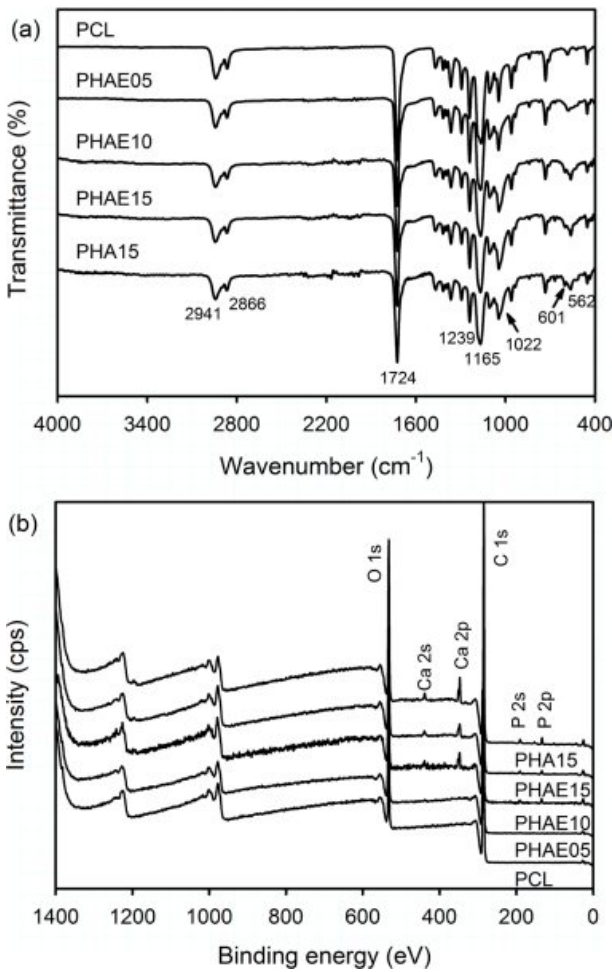 (a)
PCL
PHAE05
PHAE10
PHAE15
PHA15
Transmittance (%)
2941
2866
1724
1239
1165
1022
601
562
4000 3400 2800 2200 1600 1000 400
Wavenumber (cm⁻¹)
(b)
O 1s
C 1s
Ca 2s
Ca 2p
P 2s
P 2p
Intensity (cps)
PHA15
PHAE15
PHAE10
PHAE05
PCL
1400 1200 1000 800 600 400 200 0
Binding energy (eV)